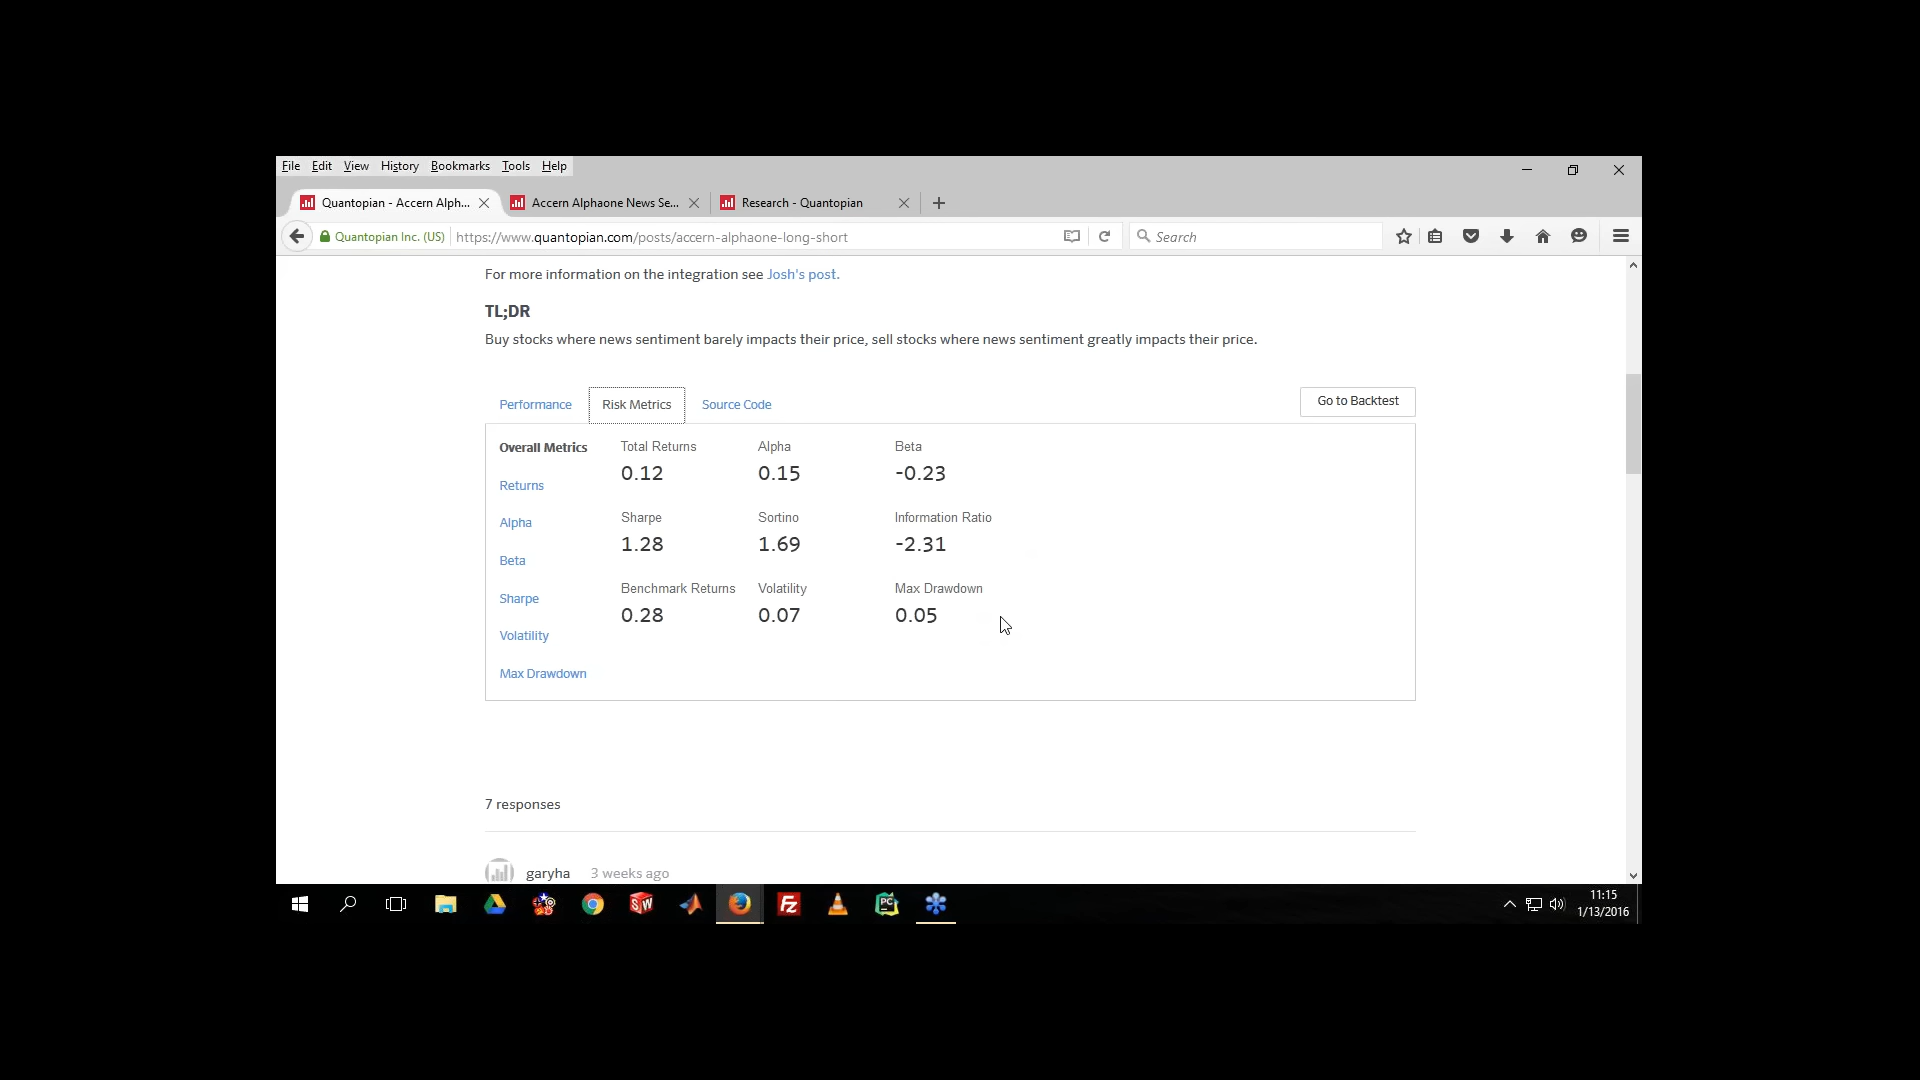 File Edit View History Bookmarks Tools Help
Quantopian - Accern Alph... Accern Alphaone News Se... Research - Quantopian
Quantopian Inc. (US) https://www.quantopian.com/posts/accern-alphaone-long-short Search
For more information on the integration see Josh's post.
TL;DR
Buy stocks where news sentiment barely impacts their price, sell stocks where news sentiment greatly impacts their price.
Performance Risk Metrics Source Code Go to Backtest
Overall Metrics Total Returns Alpha Beta
0.12 0.15 -0.23
Returns
Alpha Sharpe Sortino Information Ratio
1.28 1.69 -2.31
Beta
Sharpe Benchmark Returns Volatility Max Drawdown
0.28 0.07 0.05
Volatility
Max Drawdown
7 responses
garyha 3 weeks ago
SW Fz PC
11:15
1/13/2016